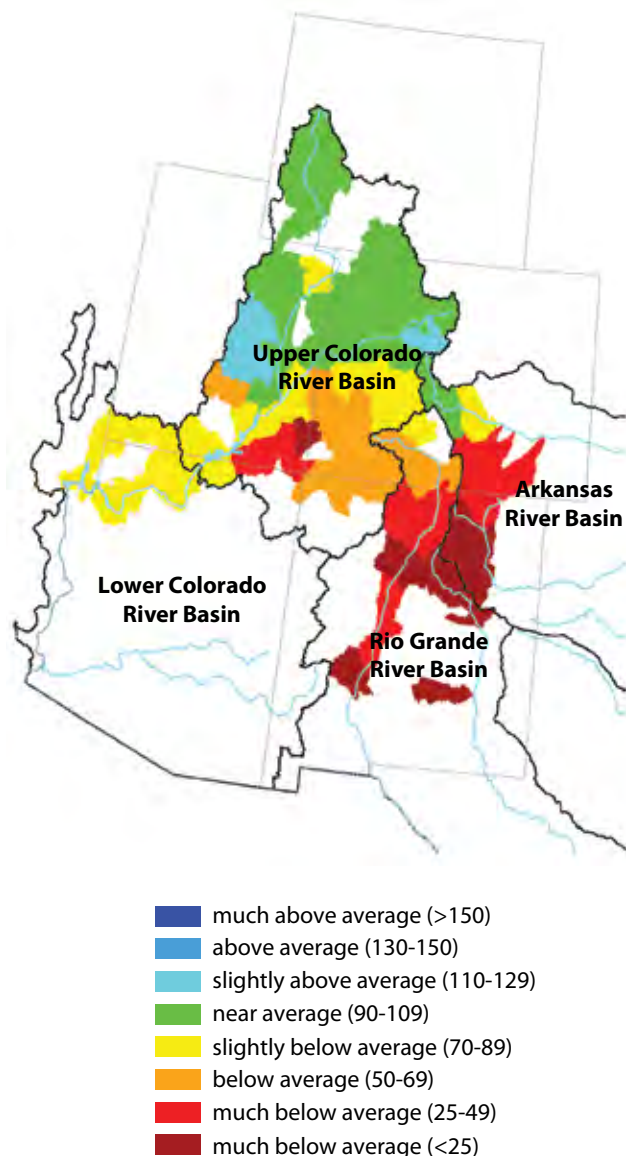 Upper Colorado
River Basin
Arkansas
River Basin
Lower Colorado
River Basin
Rio Grande
River Basin
much above average (>150)
above average (130-150)
slightly above average (110-129)
near average (90-109)
slightly below average (70-89)
below average (50-69)
much below average (25-49)
much below average (<25)